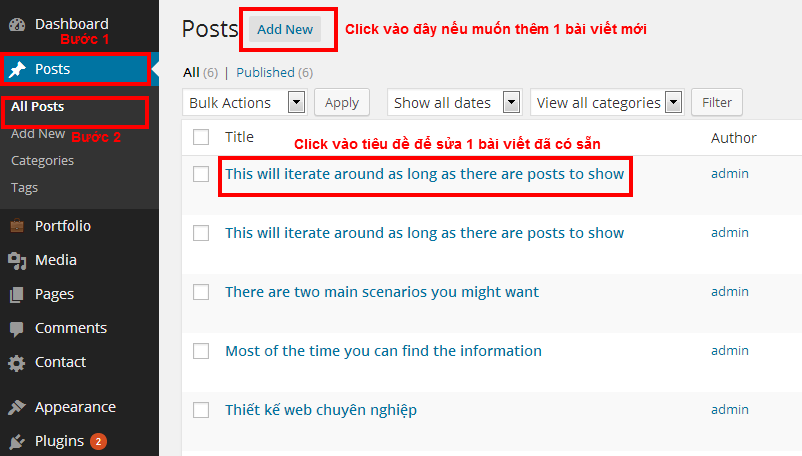 Dashboard
Bước 1
Posts
All Posts
Add New
Bước 2
Categories
Tags
Portfolio
Media
Pages
Comments
Contact
Appearance
Plugins 2
Posts Add New Click vào đây nếu muốn thêm 1 bài viết mới
All (6) | Published (6)
Bulk Actions Apply Show all dates View all categories Filter
Title Author
Click vào tiêu đề để sửa 1 bài viết đã có sẵn
This will iterate around as long as there are posts to show admin
This will iterate around as long as there are posts to show admin
There are two main scenarios you might want admin
Most of the time you can find the information admin
Thiết kế web chuyên nghiệp admin